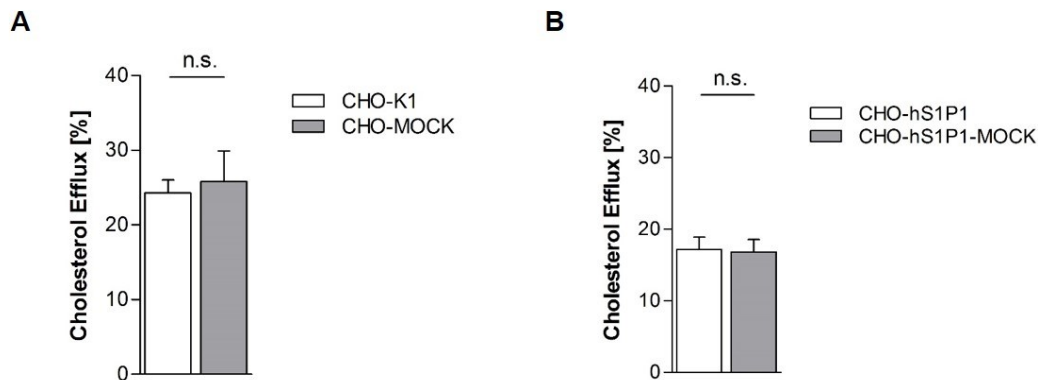 A
n.s.
40
30
20
10
0
Cholesterol Efflux [%]
CHO-K1
CHO-MOCK
B
n.s.
40
30
20
10
0
Cholesterol Efflux [%]
CHO-hS1P1
CHO-hS1P1-MOCK